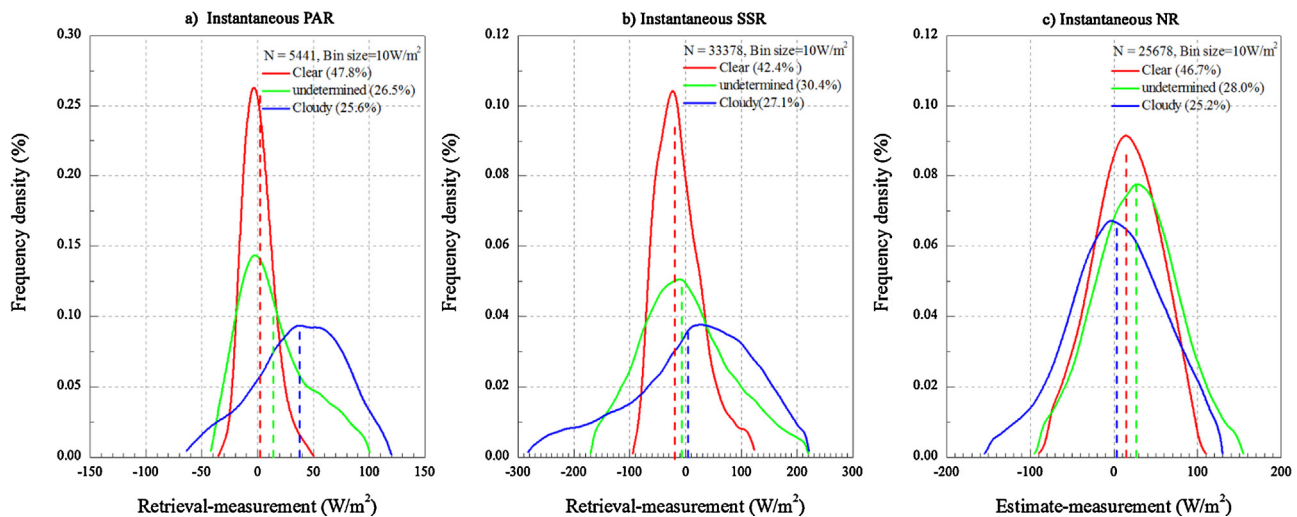 a) Instantaneous PAR
N = 5441, Bin size=10W/m²
Clear (47.8%)
undetermined (26.5%)
Cloudy (25.6%)
Frequency density (%)
0.30
0.25
0.20
0.15
0.10
0.05
0.00
-150 -100 -50 0 50 100 150
Retrieval-measurement (W/m²)
b) Instantaneous SSR
N = 33378, Bin size=10W/m²
Clear (42.4%)
undetermined (30.4%)
Cloudy(27.1%)
Frequency density (%)
0.12
0.10
0.08
0.06
0.04
0.02
0.00
-300 -200 -100 0 100 200 300
Retrieval-measurement (W/m²)
c) Instantaneous NR
N = 25678, Bin size=10W/m²
Clear (46.7%)
undetermined (28.0%)
Cloudy (25.2%)
Frequency density (%)
0.12
0.10
0.08
0.06
0.04
0.02
0.00
-200 -100 0 100 200
Estimate-measurement (W/m²)